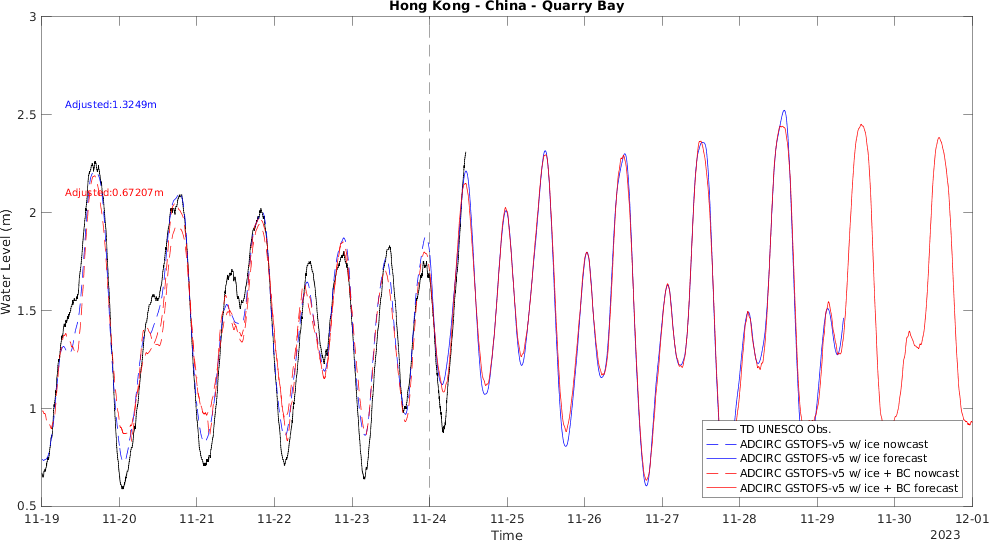 Hong Kong - China - Quarry Bay
3
2.5
2
1.5
1
0.5
Water Level (m)
Adjusted:1.3249m
Adjusted:0.67207m
TD UNESCO Obs.
ADCIRC GSTOFS-v5 w/ ice nowcast
ADCIRC GSTOFS-v5 w/ ice forecast
ADCIRC GSTOFS-v5 w/ ice + BC nowcast
ADCIRC GSTOFS-v5 w/ ice + BC forecast
11-19 11-20 11-21 11-22 11-23 11-24 11-25 11-26 11-27 11-28 11-29 11-30 12-01
Time
2023